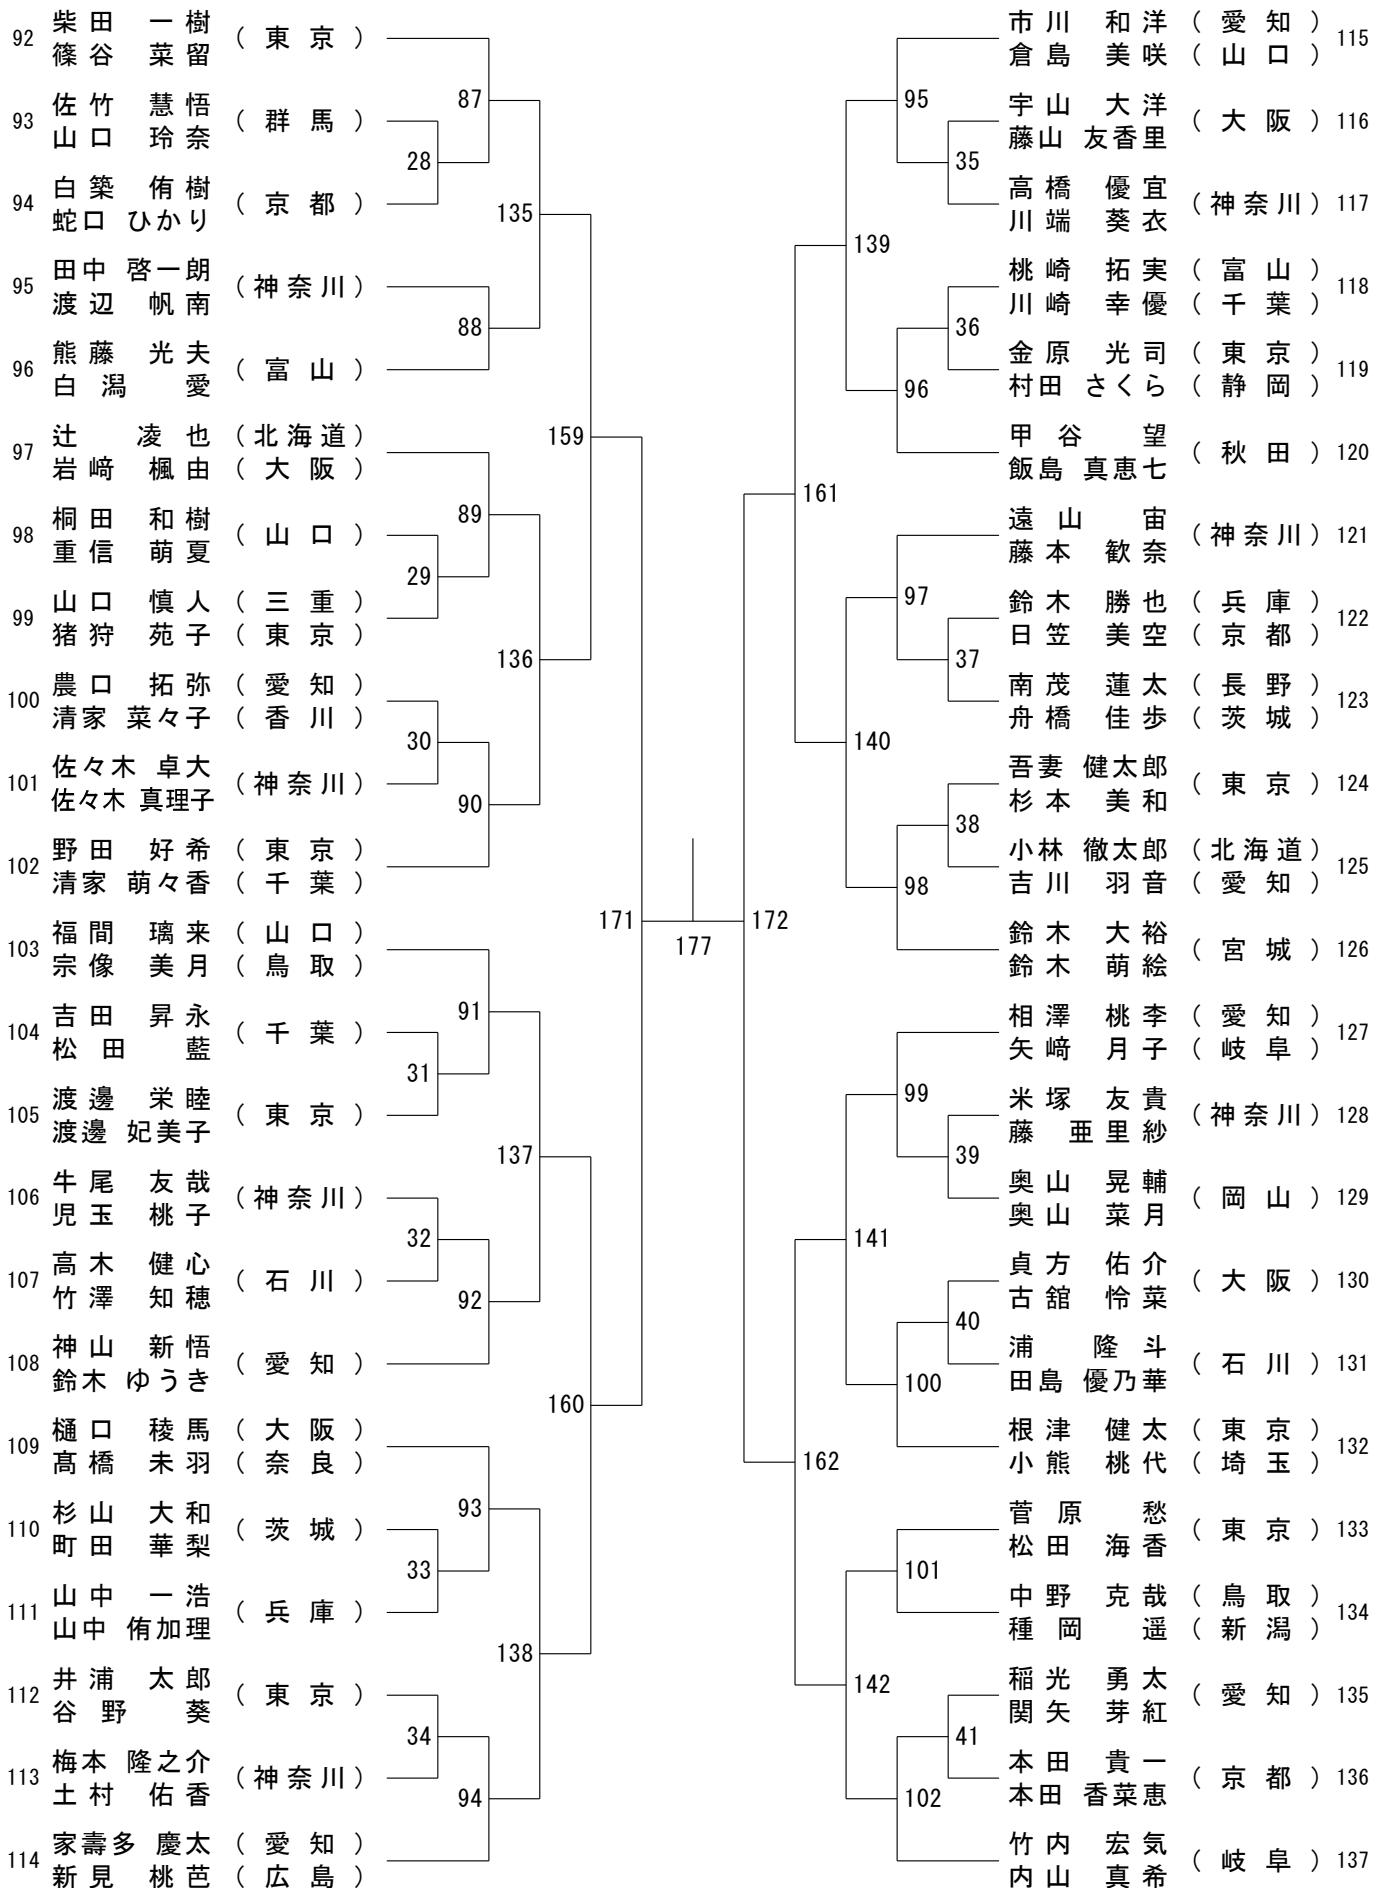 92 柴田 一樹 (東京)
篠谷 菜留
93 佐竹 慧悟 (群馬)
山口 玲奈
94 白築 侑樹 (京都)
蛇口 ひかり
95 田中 啓一朗 (神奈川)
渡辺 帆南
96 熊藤 光夫 (富山)
白潟 愛
97 辻 凌也 (北海道)
岩﨑 楓由 (大阪)
98 桐田 和樹 (山口)
重信 萌夏
99 山口 慎人 (三重)
猪狩 苑子 (東京)
100 農口 拓弥 (愛知)
清家 菜々子 (香川)
101 佐々木 卓大 (神奈川)
佐々木 真理子
102 野田 好希 (東京)
清家 萌々香 (千葉)
103 福間 璃来 (山口)
宗像 美月 (鳥取)
104 吉田 昇永 (千葉)
松田 藍
105 渡邊 栄睦 (東京)
渡邊 妃美子
106 牛尾 友哉 (神奈川)
児玉 桃子
107 高木 健心 (石川)
竹澤 知穂
108 神山 新悟 (愛知)
鈴木 ゆうき
109 樋口 稜馬 (大阪)
髙橋 未羽 (奈良)
110 杉山 大和 (茨城)
町田 華梨
111 山中 一浩 (兵庫)
山中 侑加理
112 井浦 太郎 (東京)
谷野 葵
113 梅本 隆之介 (神奈川)
土村 佑香
114 家壽多 慶太 (愛知)
新見 桃芭 (広島)
28
29
30
31
32
33
34
87
88
89
90
91
92
93
94
135
136
137
138
159
160
171
177
172
161
162
139
140
141
142
95
96
97
98
99
100
101
102
35
36
37
38
39
40
41
市川 和洋 (愛知) 115
倉島 美咲 (山口)
宇山 大洋 (大阪) 116
藤山 友香里
高橋 優宜 (神奈川) 117
川端 葵衣
桃崎 拓実 (富山) 118
川崎 幸優 (千葉)
金原 光司 (東京) 119
村田 さくら (静岡)
甲谷 望 (秋田) 120
飯島 真恵七
遠山 宙 (神奈川) 121
藤本 歓奈
鈴木 勝也 (兵庫) 122
日笠 美空 (京都)
南茂 蓮太 (長野) 123
舟橋 佳歩 (茨城)
吾妻 健太郎 (東京) 124
杉本 美和
小林 徹太郎 (北海道) 125
吉川 羽音 (愛知)
鈴木 大裕 (宮城) 126
鈴木 萌絵
相澤 桃李 (愛知) 127
矢﨑 月子 (岐阜)
米塚 友貴 (神奈川) 128
藤 亜里紗
奥山 晃輔 (岡山) 129
奥山 菜月
貞方 佑介 (大阪) 130
古舘 怜菜
浦 隆斗 (石川) 131
田島 優乃華
根津 健太 (東京) 132
小熊 桃代 (埼玉)
菅原 愁 (東京) 133
松田 海香
中野 克哉 (鳥取) 134
種岡 遥 (新潟)
稲光 勇太 (愛知) 135
関矢 芽紅
本田 貴一 (京都) 136
本田 香菜恵
竹内 宏気 (岐阜) 137
内山 真希